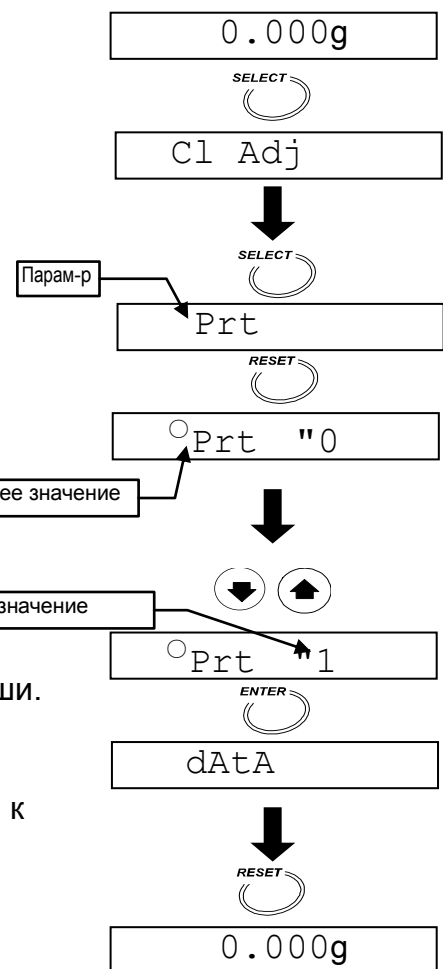 0.000g
SELECT
Cl Adj
SELECT
Парам-р
Prt
RESET
Prt "0
ее значение
значение
Prt "1
ши.
ENTER
dAtA
к
RESET
0.000g